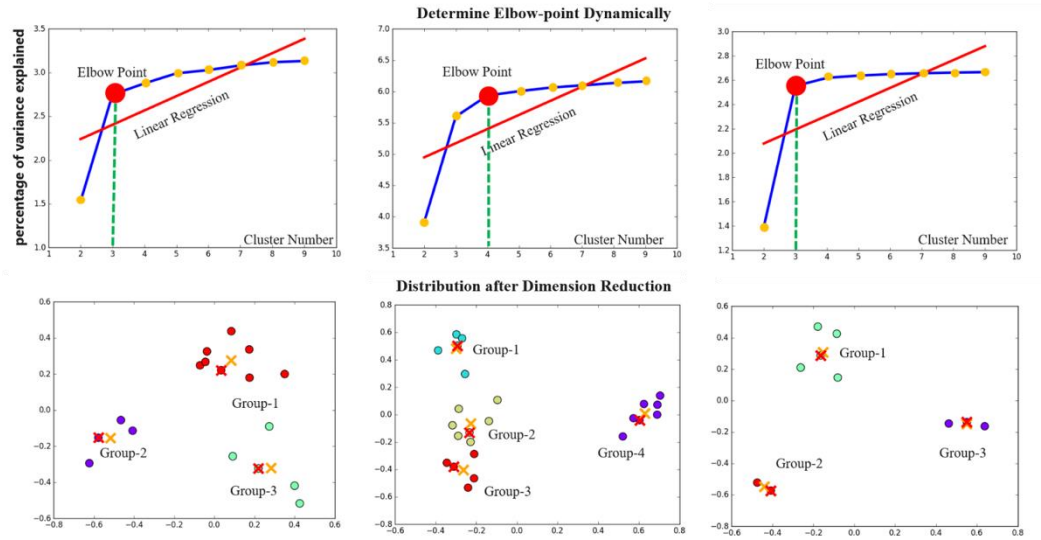 Determine Elbow-point Dynamically
percentage of variance explained
3.5
3.0
2.5
2.0
1.5
1.0
Elbow Point
Linear Regression
Cluster Number
1 2 3 4 5 6 7 8 9 10
7.0
6.5
6.0
5.5
5.0
4.5
4.0
3.5
Elbow Point
Linear Regression
Cluster Number
1 2 3 4 5 6 7 8 9 10
3.0
2.8
2.6
2.4
2.2
2.0
1.8
1.6
1.4
1.2
Elbow Point
Linear Regression
Cluster Number
1 2 3 4 5 6 7 8 9 10
Distribution after Dimension Reduction
0.6
0.4
0.2
0.0
−0.2
−0.4
−0.6
Group-1
Group-2
Group-3
−0.8 −0.6 −0.4 −0.2 0.0 0.2 0.4 0.6
0.8
0.6
0.4
0.2
0.0
−0.2
−0.4
−0.6
−0.8
Group-1
Group-2
Group-4
Group-3
−0.6 −0.4 −0.2 0.0 0.2 0.4 0.6 0.8
0.6
0.4
0.2
0.0
−0.2
−0.4
−0.6
−0.8
Group-1
Group-3
Group-2
−0.6 −0.4 −0.2 0.0 0.2 0.4 0.6 0.8